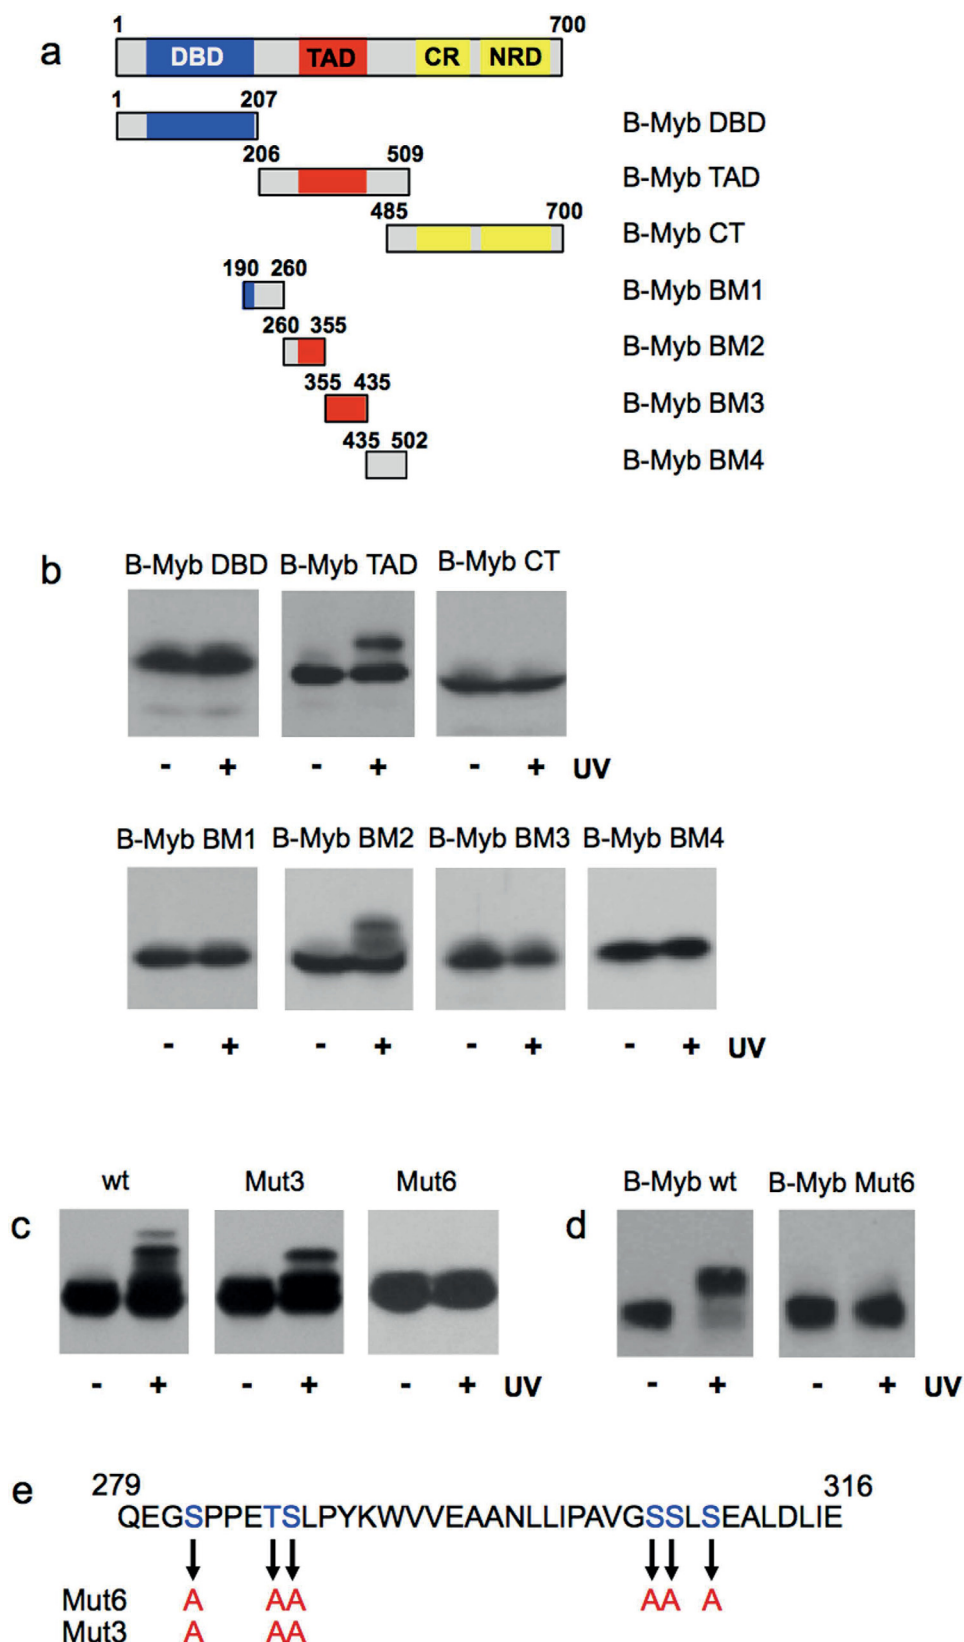 a
1 700
DBD TAD CR NRD
1 207
B-Myb DBD
206 509
B-Myb TAD
485 700
B-Myb CT
190 260
B-Myb BM1
260 355
B-Myb BM2
355 435
B-Myb BM3
435 502
B-Myb BM4
b
B-Myb DBD B-Myb TAD B-Myb CT
- + - + - + UV
B-Myb BM1 B-Myb BM2 B-Myb BM3 B-Myb BM4
- + - + - + - + UV
c
wt Mut3 Mut6
- + - + - + UV
d
B-Myb wt B-Myb Mut6
- + - + UV
e
279 316
QEGSPPETSLPYKWVVEAANLLIPAVGSSLSEALDLIE
Mut6 A AA AA A
Mut3 A AA